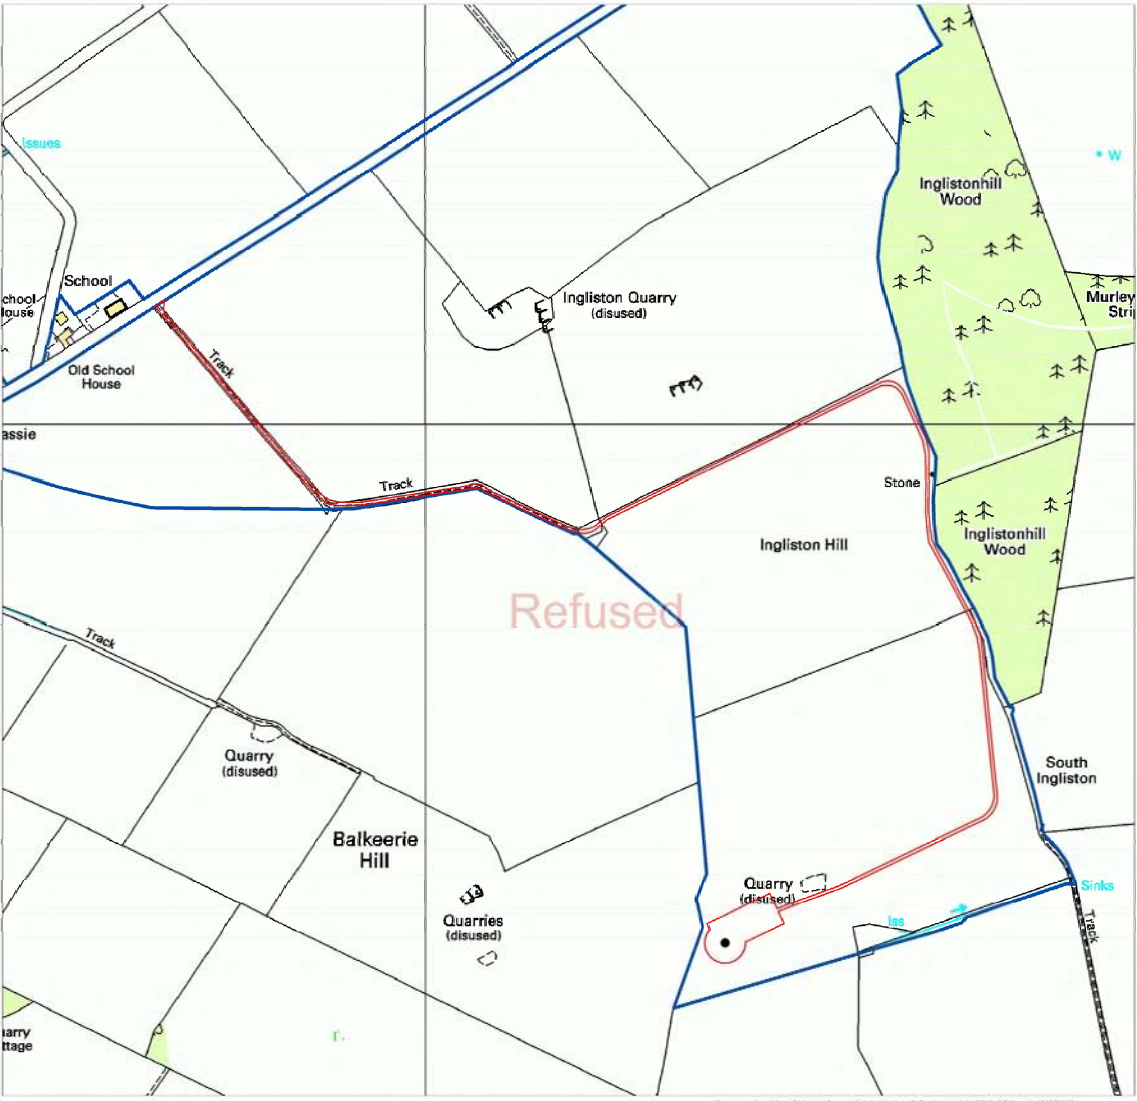 Issues
W
Inglistonhill
Wood
School
chool
Ingliston Quarry
(disused)
Murley
Stri
Track
Old School
House
assie
Track
Stone
Ingliston Hill
Inglistonhill
Wood
Refused
Track
Quarry
(disused)
South
Ingliston
Balkeerie
Hill
Quarry
(disused)
Sinks
Quarries
(disused)
Iss
Track
uarry
ttage